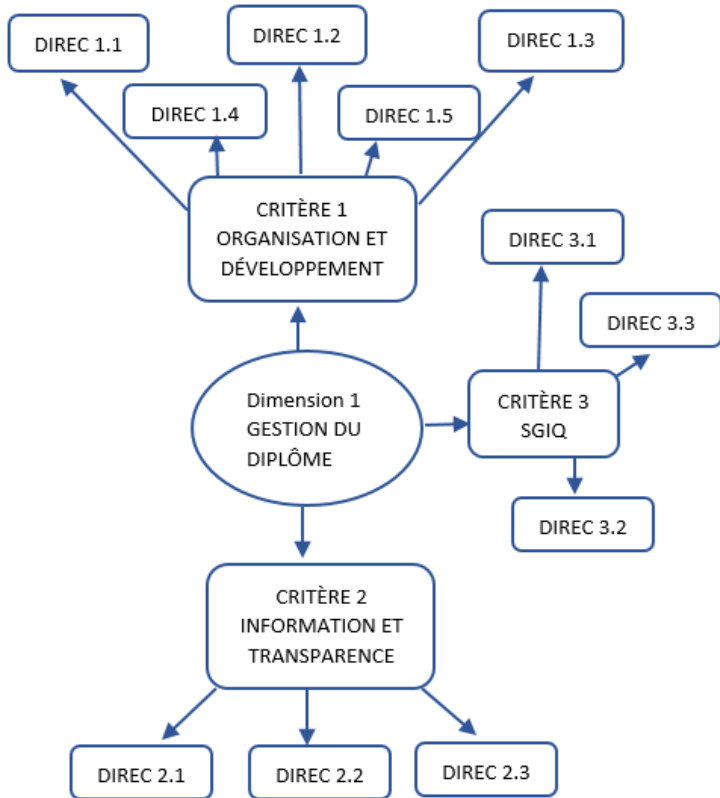 DIREC 1.1
DIREC 1.2
DIREC 1.3
DIREC 1.4
DIREC 1.5
CRITÈRE 1
ORGANISATION ET
DÉVELOPPEMENT
DIREC 3.1
DIREC 3.3
Dimension 1
GESTION DU
DIPLÔME
CRITÈRE 3
SGIQ
DIREC 3.2
CRITÈRE 2
INFORMATION ET
TRANSPARENCE
DIREC 2.1
DIREC 2.2
DIREC 2.3